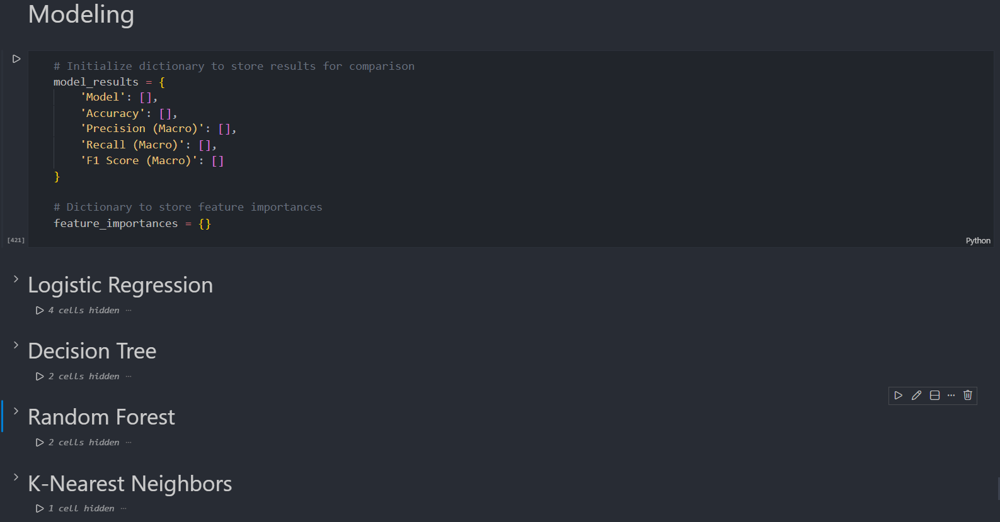 Modeling
# Initialize dictionary to store results for comparison
model_results = {
'Model': [],
'Accuracy': [],
'Precision (Macro)': [],
'Recall (Macro)': [],
'F1 Score (Macro)': []
}
# Dictionary to store feature importances
feature_importances = {}
[421]
Python
Logistic Regression
4 cells hidden ···
Decision Tree
2 cells hidden ···
Random Forest
2 cells hidden ···
K-Nearest Neighbors
1 cell hidden ···